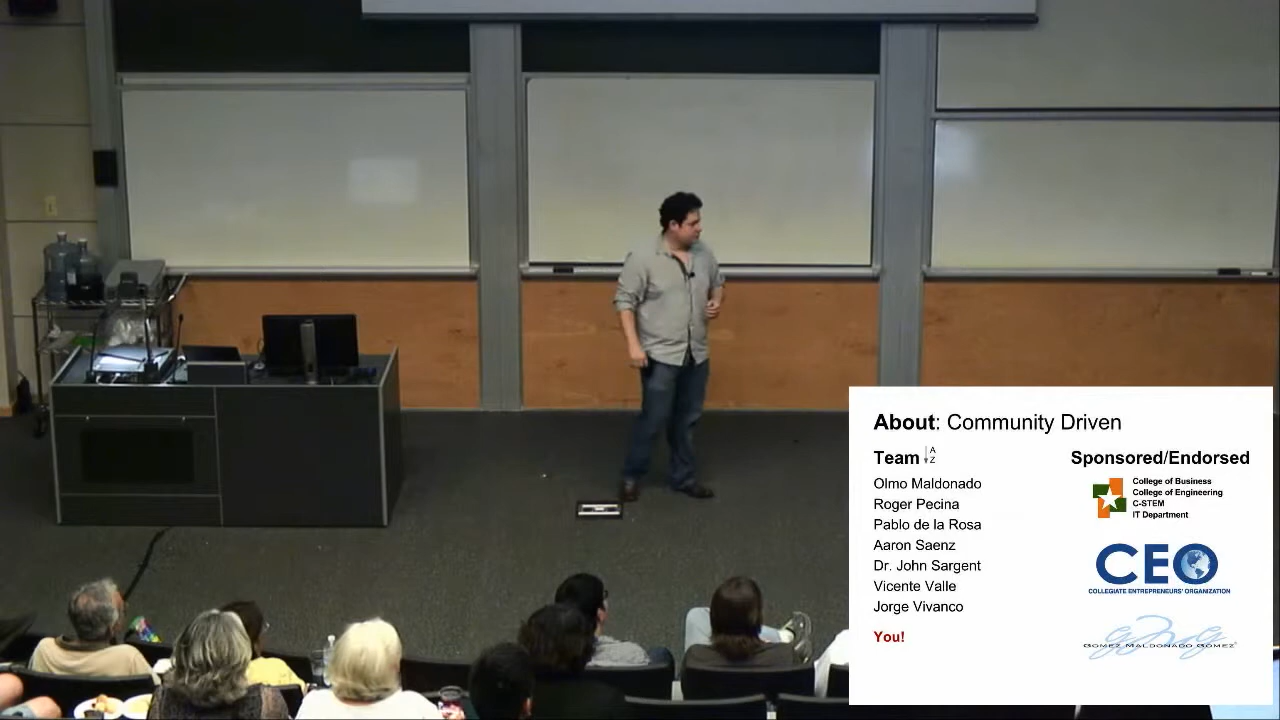 About: Community Driven
Team A Z
Olmo Maldonado
Roger Pecina
Pablo de la Rosa
Aaron Saenz
Dr. John Sargent
Vicente Valle
Jorge Vivanco
You!
Sponsored/Endorsed
College of Business
College of Engineering
C-STEM
IT Department
CEO
COLLEGIATE ENTREPRENEURS' ORGANIZATION
GMG
GOMEZ MALDONADO GOMEZ